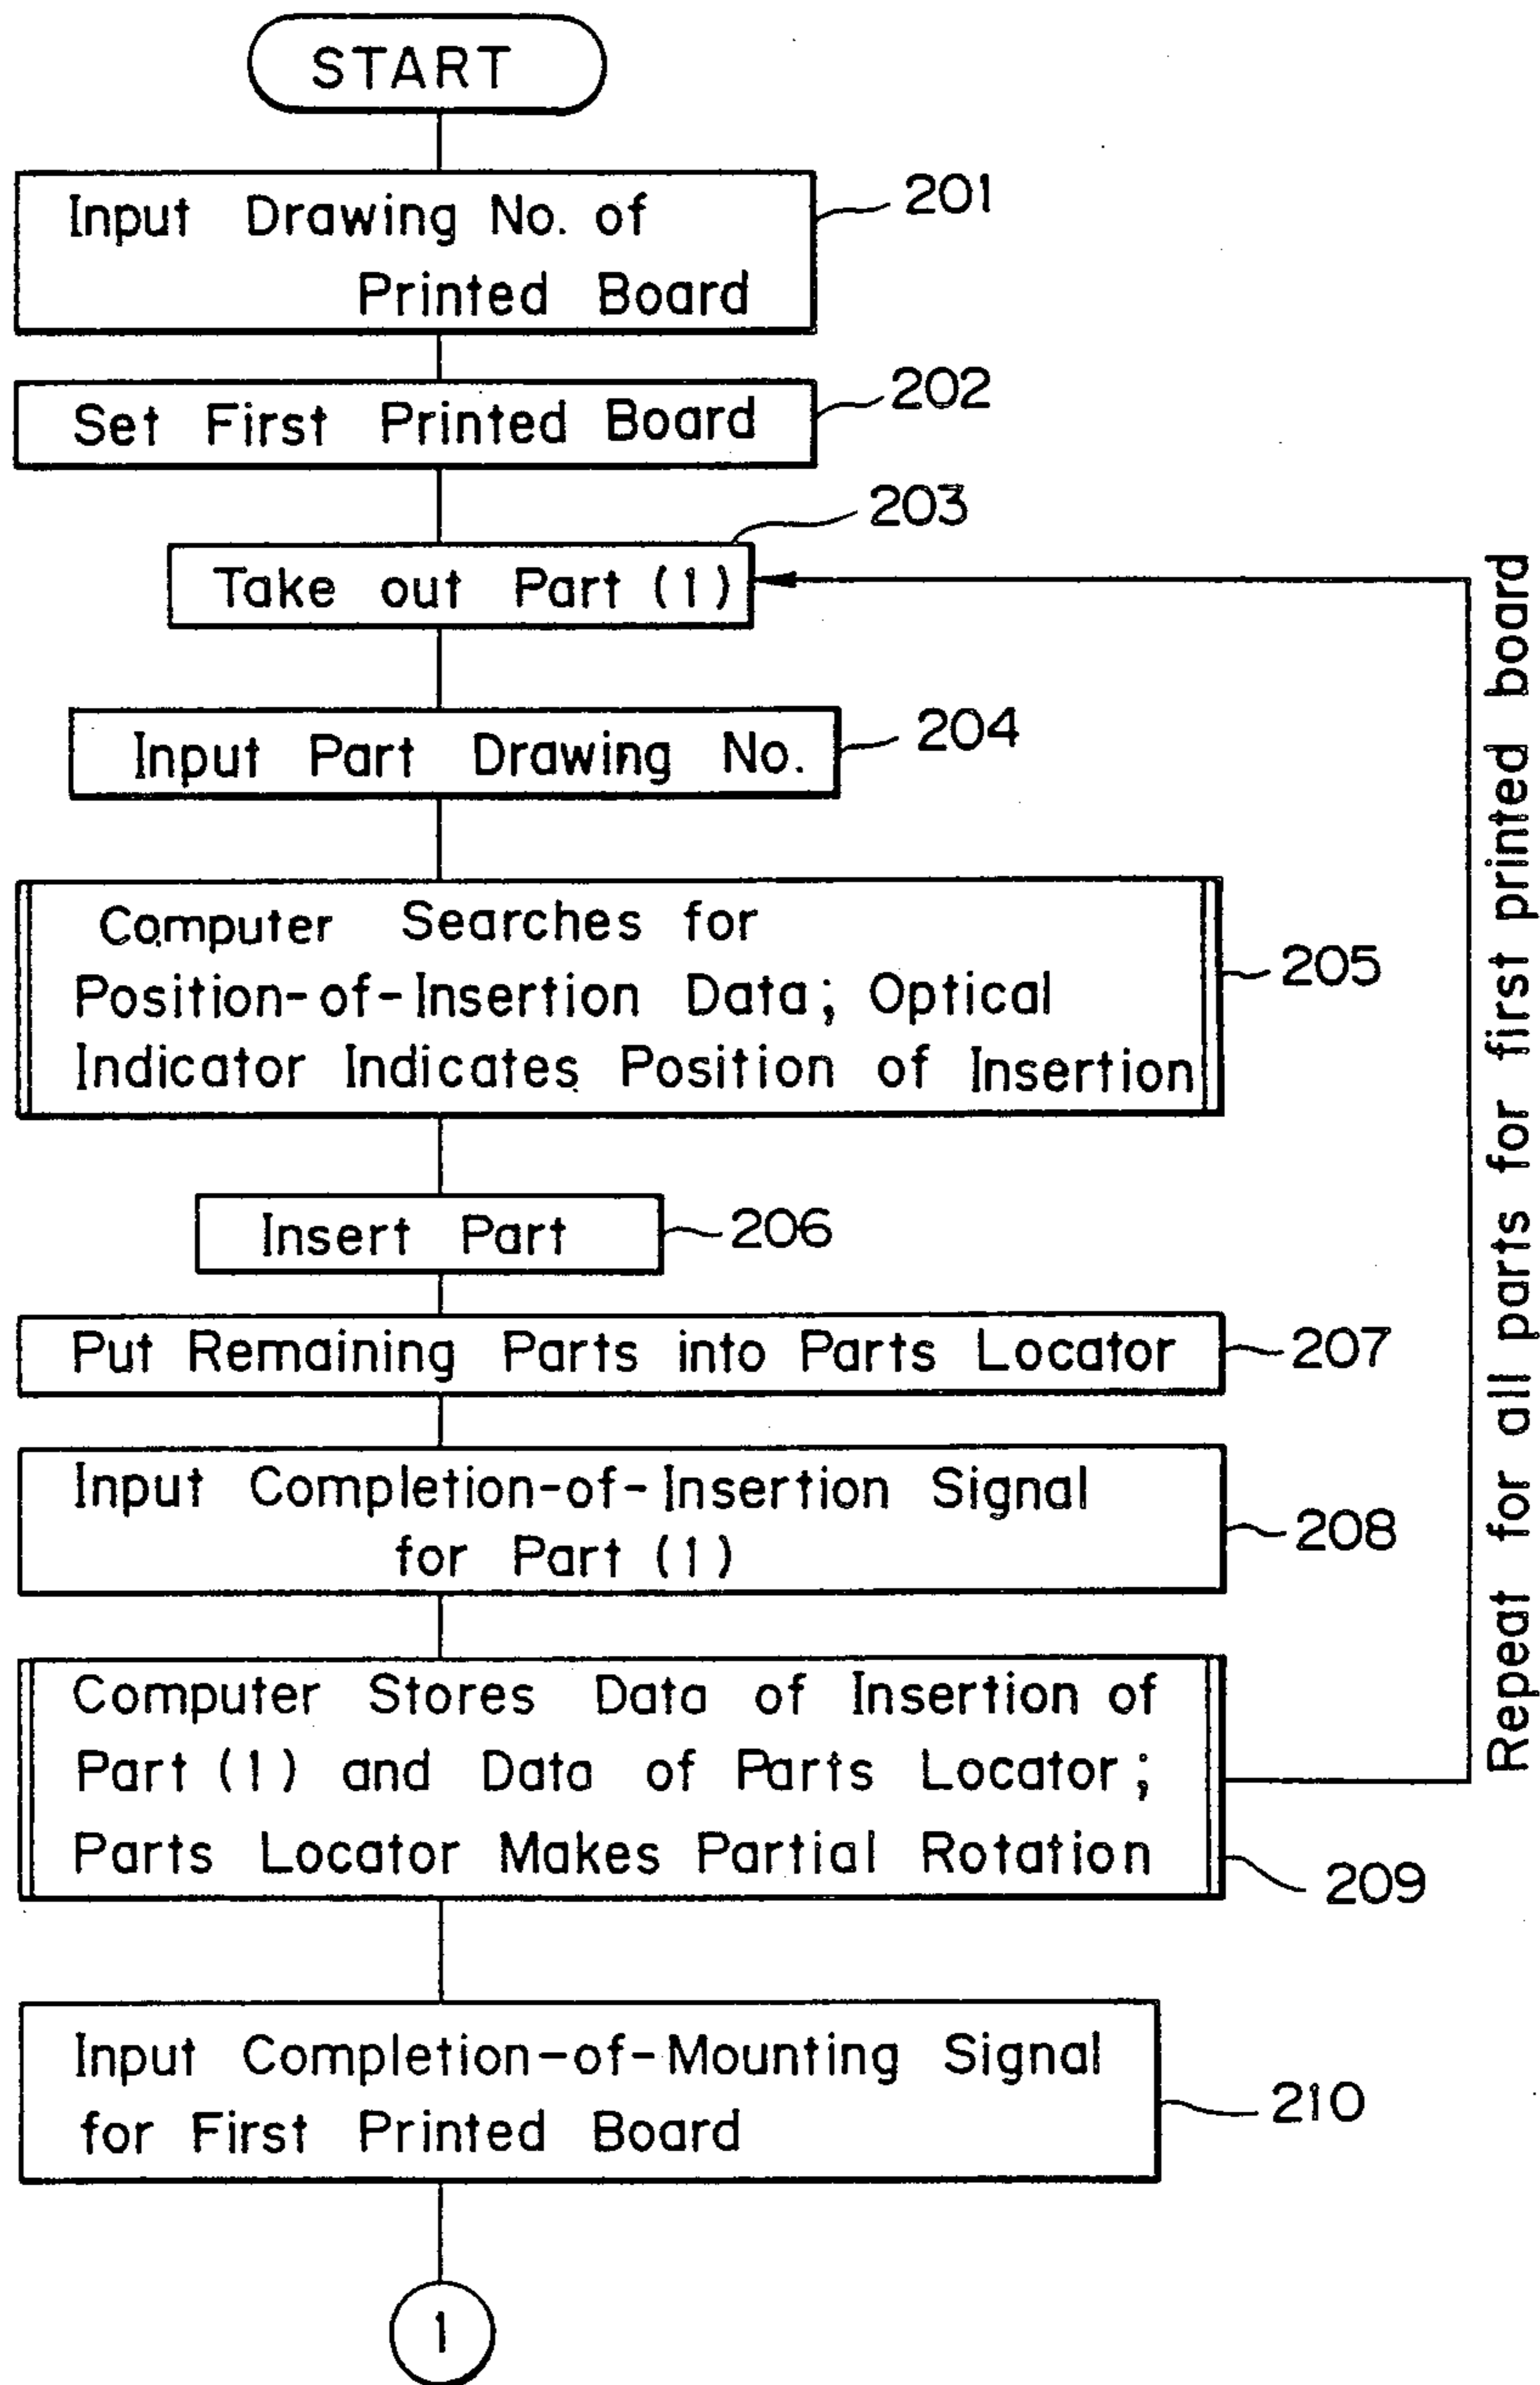 START
Input Drawing No. of
Printed Board
201
Set First Printed Board
202
203
Take out Part (1)
Input Part Drawing No.
204
Computer Searches for
Position-of-Insertion Data; Optical
Indicator Indicates Position of Insertion
205
Insert Part
206
Put Remaining Parts into Parts Locator
207
Input Completion-of-Insertion Signal
for Part (1)
208
Computer Stores Data of Insertion of
Part (1) and Data of Parts Locator;
Parts Locator Makes Partial Rotation
209
Repeat for all parts for first printed board
Input Completion-of-Mounting Signal
for First Printed Board
210
1